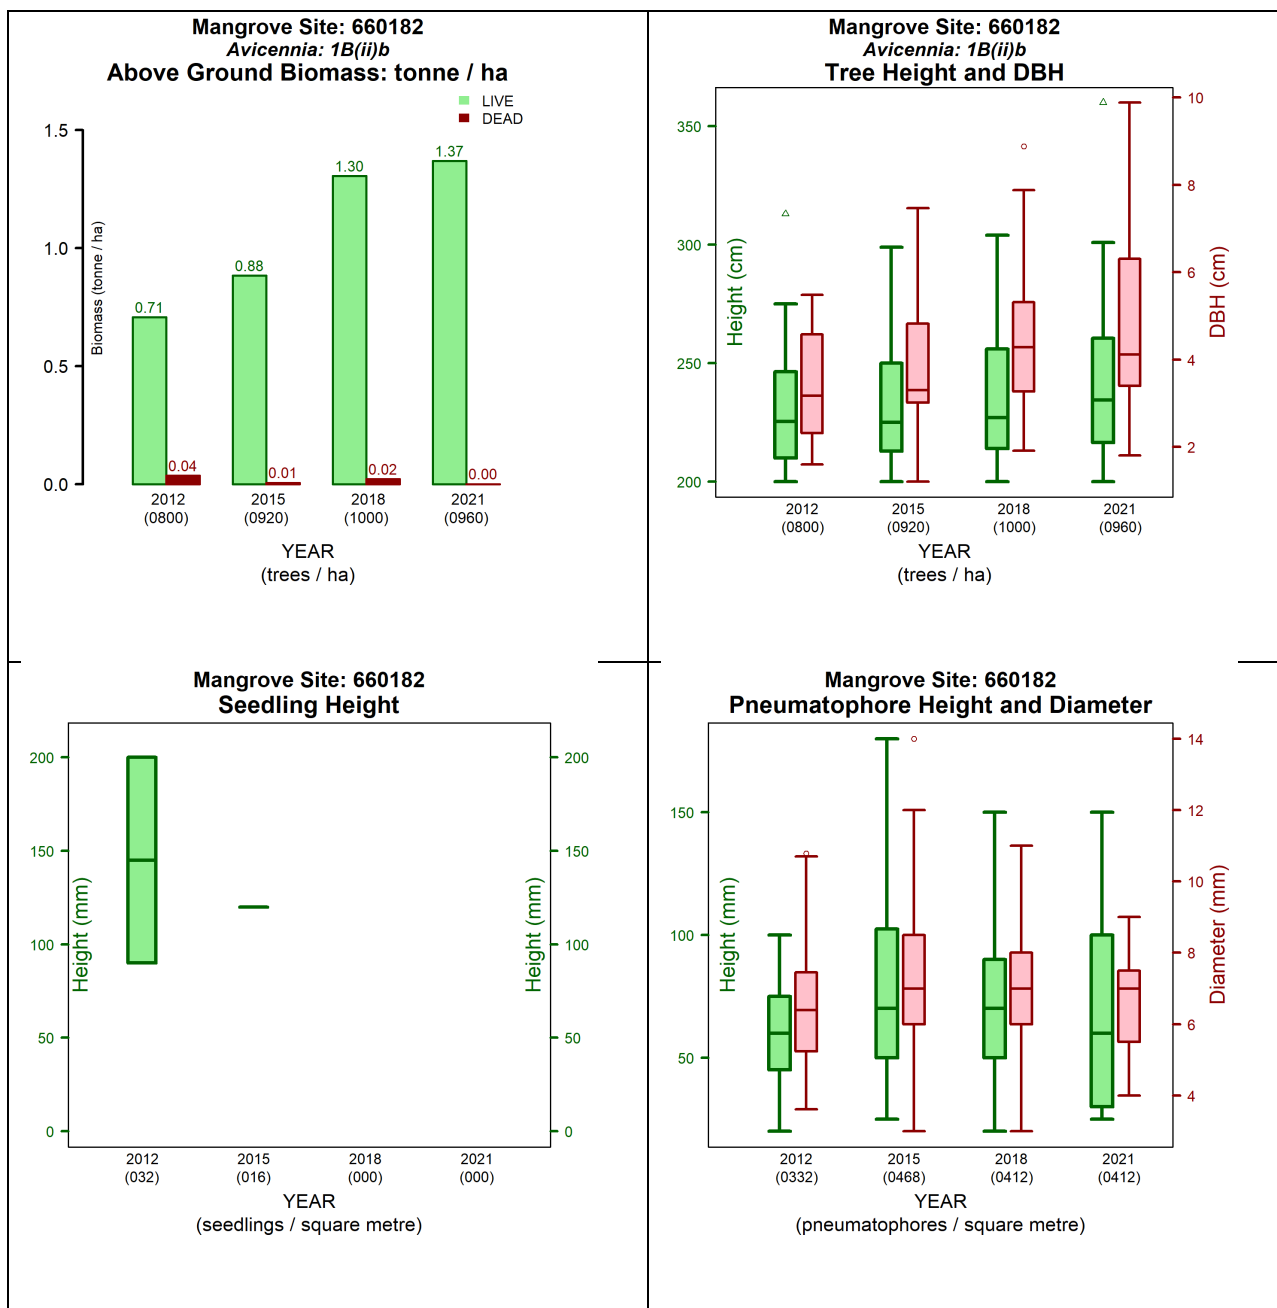 Mangrove Site: 660182
Avicennia: 1B(ii)b
Above Ground Biomass: tonne / ha
LIVE
DEAD
Biomass (tonne / ha)
1.5
1.0
0.5
0.0
0.71
0.04
0.88
0.01
1.30
0.02
1.37
0.00
2012 2015 2018 2021
(0800) (0920) (1000) (0960)
YEAR
(trees / ha)
Mangrove Site: 660182
Avicennia: 1B(ii)b
Tree Height and DBH
Height (cm)
350
300
250
200
10
8
6
4
2
DBH (cm)
2012 2015 2018 2021
(0800) (0920) (1000) (0960)
YEAR
(trees / ha)
Mangrove Site: 660182
Seedling Height
Height (mm)
200
150
100
50
0
200
150
100
50
0
Height (mm)
2012 2015 2018 2021
(032) (016) (000) (000)
YEAR
(seedlings / square metre)
Mangrove Site: 660182
Pneumatophore Height and Diameter
Height (mm)
150
100
50
14
12
10
8
6
4
Diameter (mm)
2012 2015 2018 2021
(0332) (0468) (0412) (0412)
YEAR
(pneumatophores / square metre)